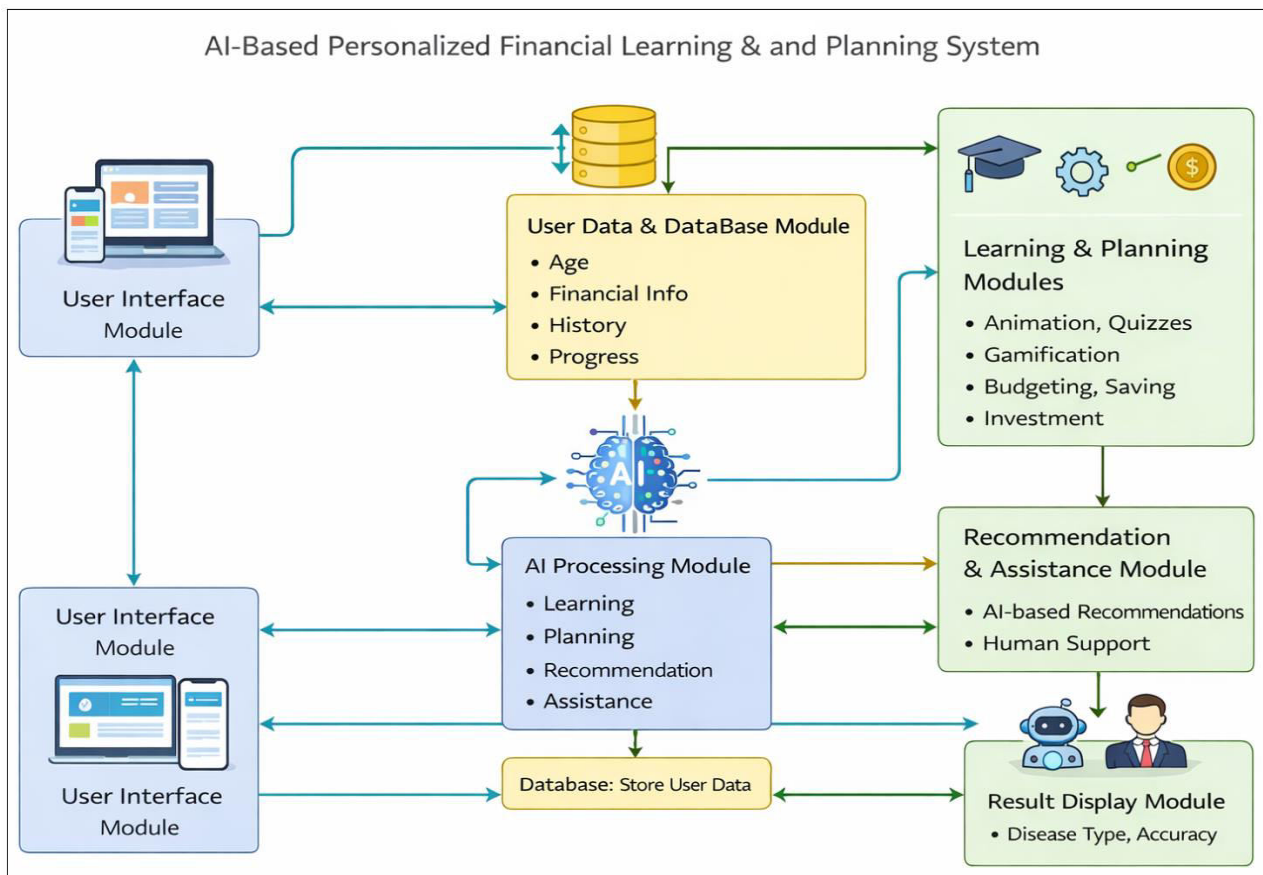 AI-Based Personalized Financial Learning & and Planning System
User Interface
Module
User Data & DataBase Module
• Age
• Financial Info
• History
• Progress
$
Learning & Planning
Modules
• Animation, Quizzes
• Gamification
• Budgeting, Saving
• Investment
AI
AI Processing Module
• Learning
• Planning
• Recommendation
• Assistance
Recommendation
& Assistance Module
• AI-based Recommendations
• Human Support
User Interface
Module
User Interface
Module
Database: Store User Data
Result Display Module
• Disease Type, Accuracy